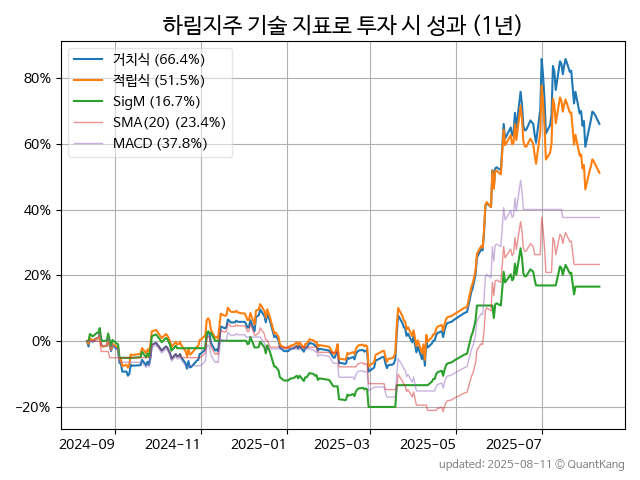 하림지주 기술 지표로 투자 시 성과 (1년)
거치식 (66.4%)
적립식 (51.5%)
SigM (16.7%)
SMA(20) (23.4%)
MACD (37.8%)
80%
60%
40%
20%
0%
−20%
2024-09 2024-11 2025-01 2025-03 2025-05 2025-07
updated: 2025-08-11 © QuantKang